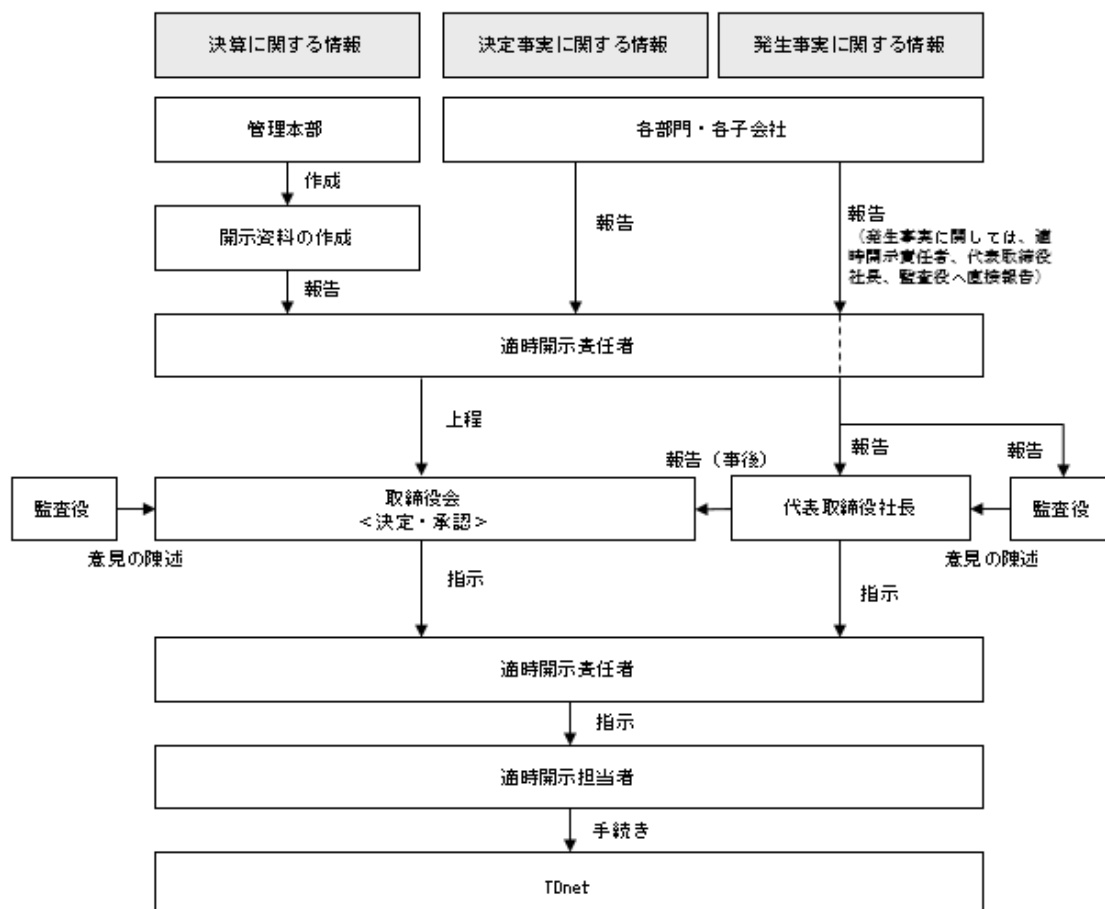 決算に関する情報
決定事実に関する情報
発生事実に関する情報
管理本部
各部門・各子会社
作成
開示資料の作成
報告
報告
報告
（発生事実に関しては、適
時開示責任者、代表取締役
社長、監査役へ直接報告）
適時開示責任者
上程
報告（事後）
報告
報告
監査役
取締役会
＜決定・承認＞
代表取締役社長
監査役
意見の陳述
意見の陳述
指示
指示
適時開示責任者
指示
適時開示担当者
手続き
TDnet